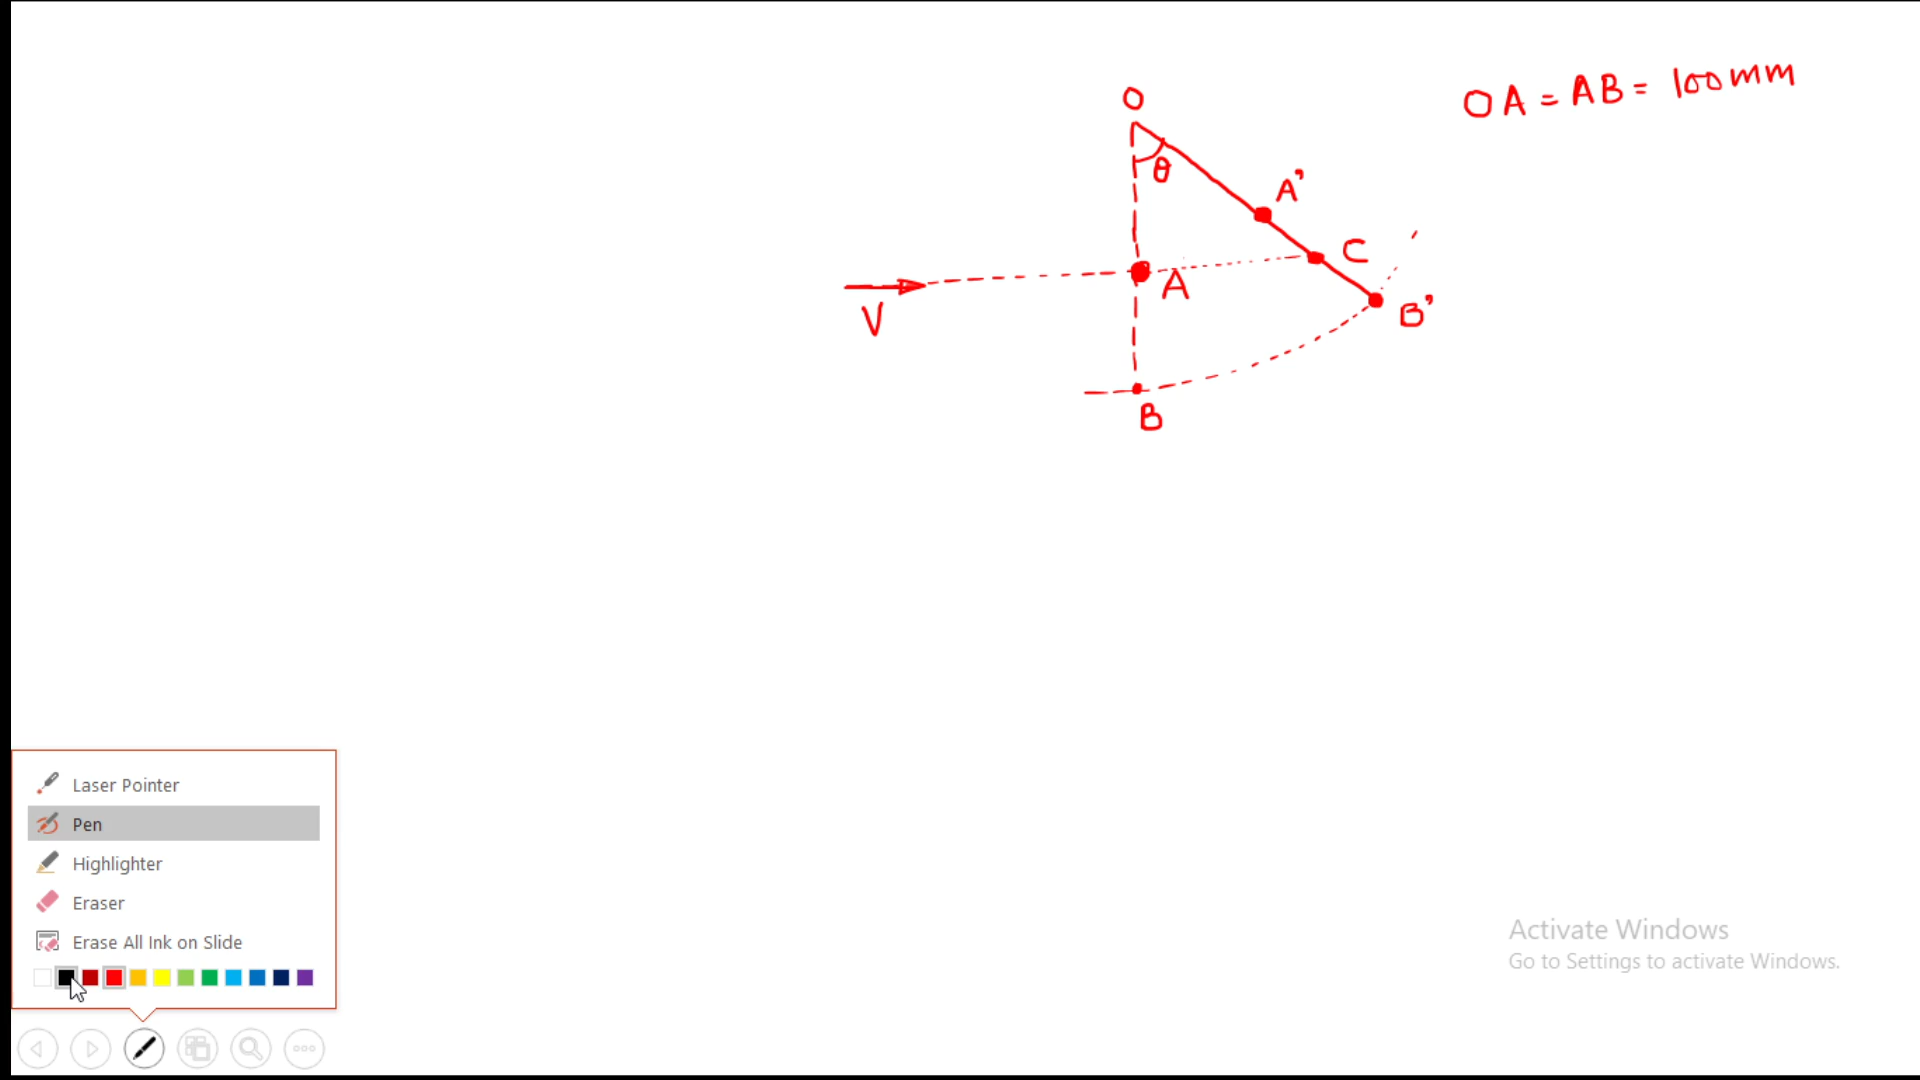 O
OA = AB = 100mm
θ
A'
C
A
V
B'
B
Laser Pointer
Pen
Highlighter
Eraser
Erase All Ink on Slide
Activate Windows
Go to Settings to activate Windows.